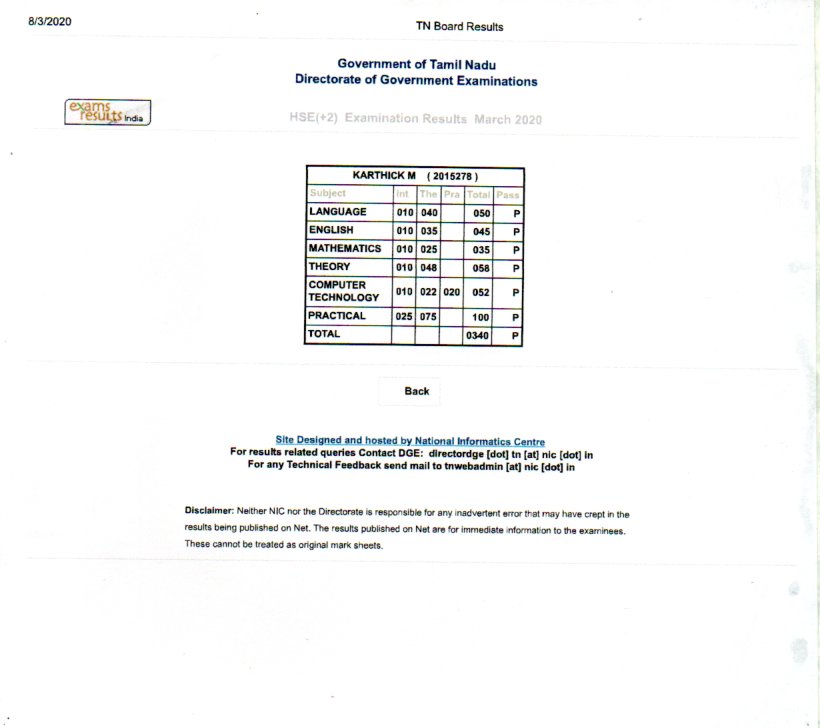 8/3/2020
TN Board Results
Government of Tamil Nadu
Directorate of Government Examinations
exams
results India
HSE(+2) Examination Results March 2020
KARTHICK M ( 2015278 )
Subject Int The Pra Total Pass
LANGUAGE 010 040 050 P
ENGLISH 010 035 045 P
MATHEMATICS 010 025 035 P
THEORY 010 048 058 P
COMPUTER
TECHNOLOGY 010 022 020 052 P
PRACTICAL 025 075 100 P
TOTAL 0340 P
Back
Site Designed and hosted by National Informatics Centre
For results related queries Contact DGE: directordge [dot] tn [at] nic [dot] in
For any Technical Feedback send mail to tnwebadmin [at] nic [dot] in
Disclaimer: Neither NIC nor the Directorate is responsible for any inadvertent error that may have crept in the
results being published on Net. The results published on Net are for immediate information to the examinees.
These cannot be treated as original mark sheets.